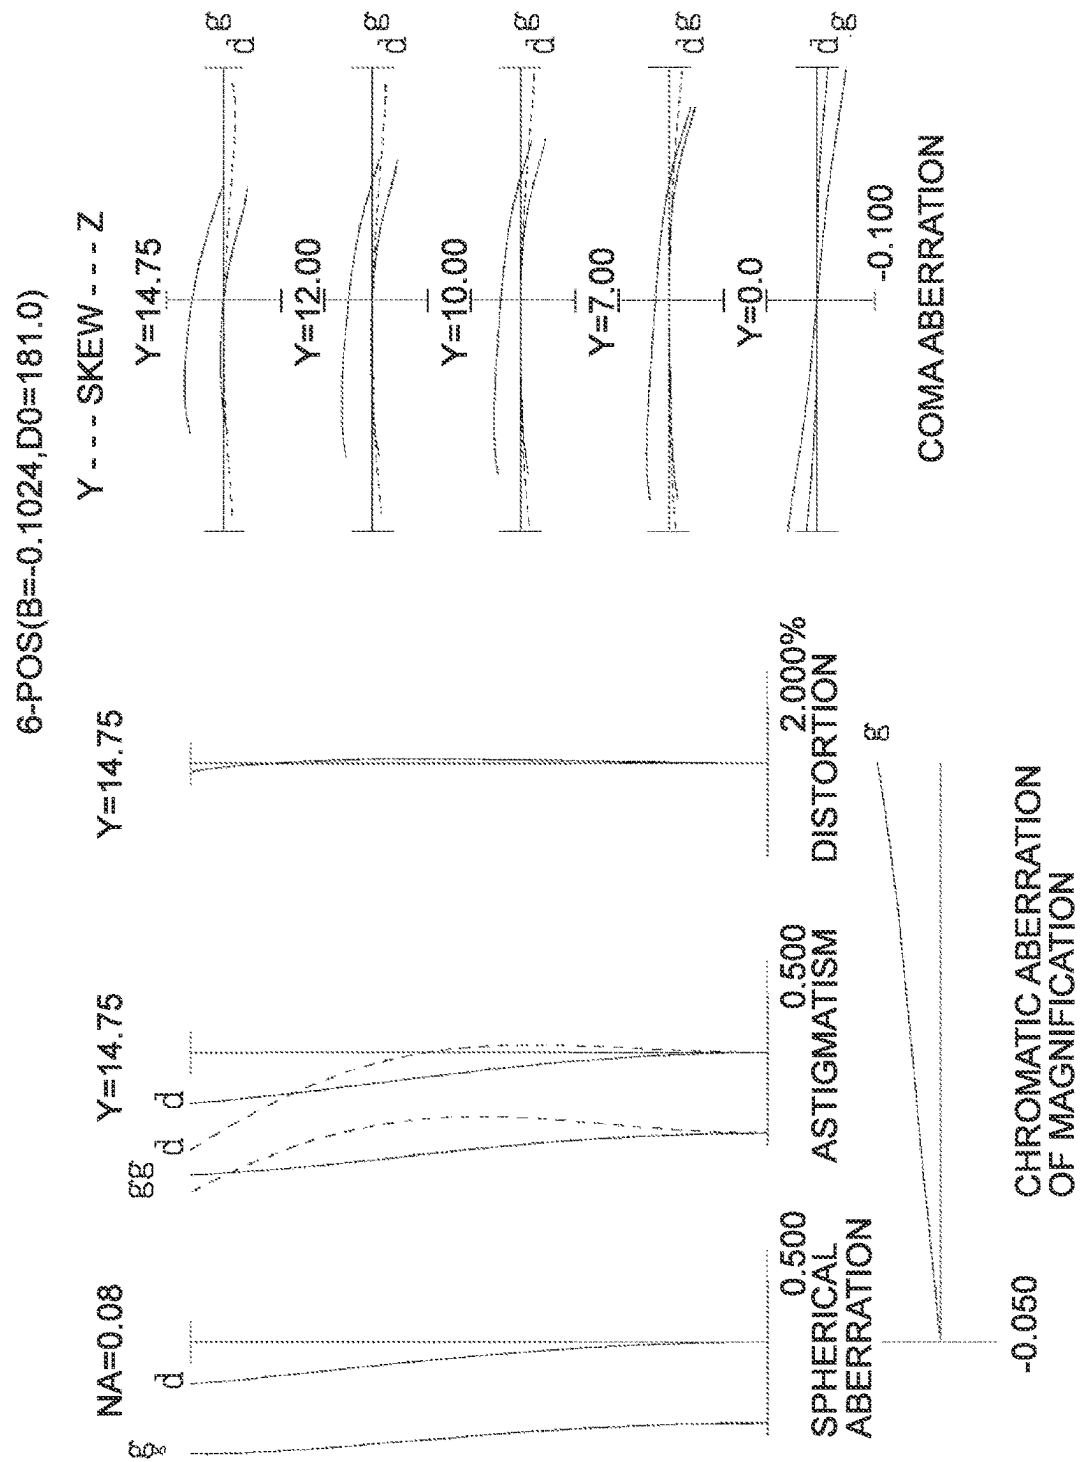 6-POS(B=-0.1024,D0=181.0)
NA=0.08
g
d
0.500
SPHERICAL
ABERRATION
Y=14.75
gg
d
d
0.500
ASTIGMATISM
Y=14.75
2.000%
DISTORTION
Y - - - SKEW - - - Z
Y=14.75
g
d
Y=12.00
g
d
Y=10.00
g
d
Y=7.00
g
d
Y=0.0
g
d
-0.100
COMA ABERRATION
g
-0.050
CHROMATIC ABERRATION
OF MAGNIFICATION